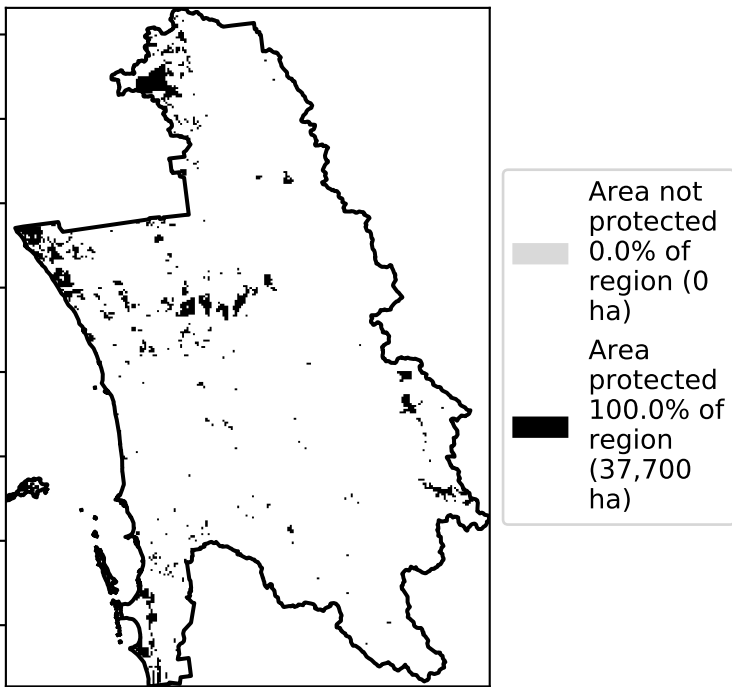 Area not
protected
0.0% of
region (0
ha)
Area
protected
100.0% of
region
(37,700
ha)